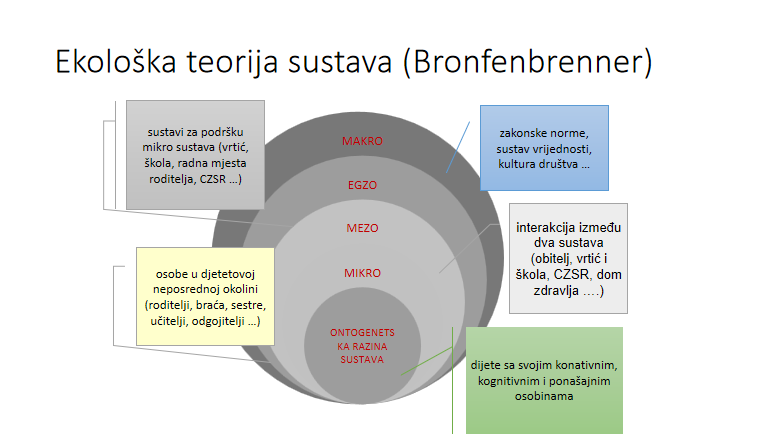 Ekološka teorija sustava (Bronfenbrenner)
sustavi za podršku
mikro sustava (vrtić,
škola, radna mjesta
roditelja, CZSR ...)
MAKRO
zakonske norme,
sustav vrijednosti,
kultura društva ...
EGZO
MEZO
interakcija između
dva sustava
(obitelj, vrtić i
škola, CZSR, dom
zdravlja ....)
MIKRO
osobe u djetetovoj
neposrednoj okolini
(roditelji, braća, sestre,
učitelji, odgojitelji ...)
ONTOGENETS
KA RAZINA
SUSTAVA
dijete sa svojim konativnim,
kognitivnim i ponašajnim
osobinama